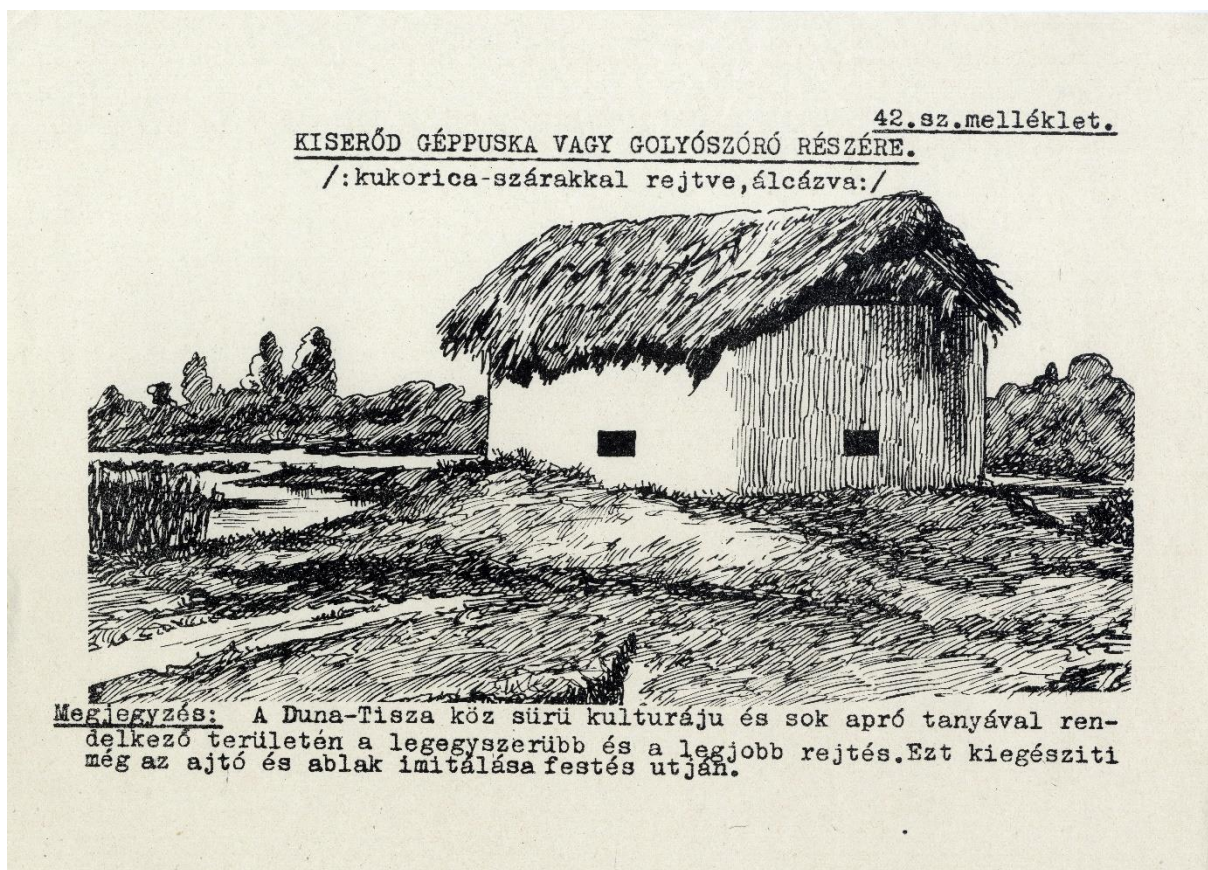 42.sz.melléklet.
KISERŐD GÉPPUSKA VAGY GOLYÓSZÓRÓ RÉSZÉRE.
/:kukorica-szárakkal rejtve,álcázva:/
Megjegyzés: A Duna-Tisza köz sürü kulturáju és sok apró tanyával ren-
delkező területén a legegyszerübb és a legjobb rejtés.Ezt kiegésziti
még az ajtó és ablak imitálása festés utján.